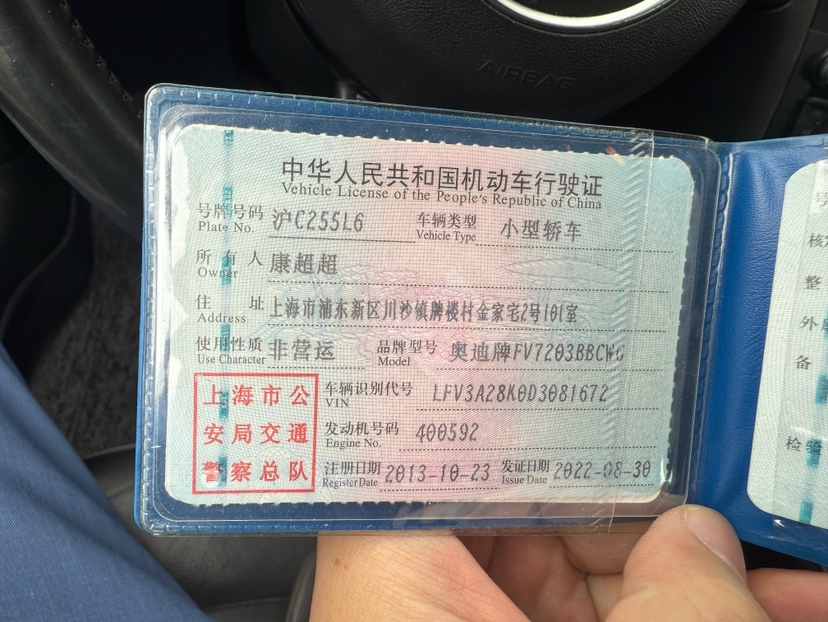 AIRBAG
中华人民共和国机动车行驶证
Vehicle License of the People's Republic of China
号牌号码 沪C255L6 车辆类型 小型轿车
Plate No. Vehicle Type
所有人 康超超
Owner
住址 上海市浦东新区川沙镇牌楼村金家宅2号101室
Address
使用性质 非营运 品牌型号 奥迪牌FV7203BBCWG
Use Character Model
上海市公
安局交通
警察总队
车辆识别代号 LFV3A28K0D3081672
VIN
发动机号码 400592
Engine No.
注册日期 2013-10-23 发证日期 2022-08-30
Register Date Issue Date
号
核
整
外
备
检验